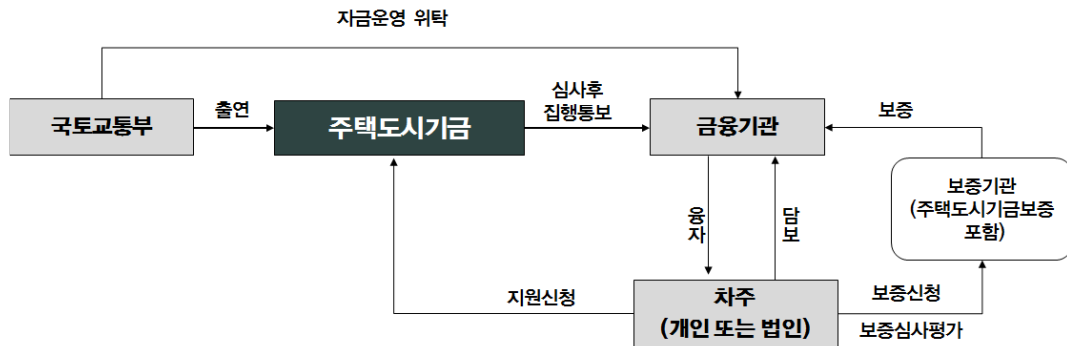 자금운영 위탁
국토교통부
출연
주택도시기금
심사후
집행통보
금융기관
보증
보증기관
(주택도시기금보증
포함)
융
자
담
보
지원신청
차주
(개인 또는 법인)
보증신청
보증심사평가